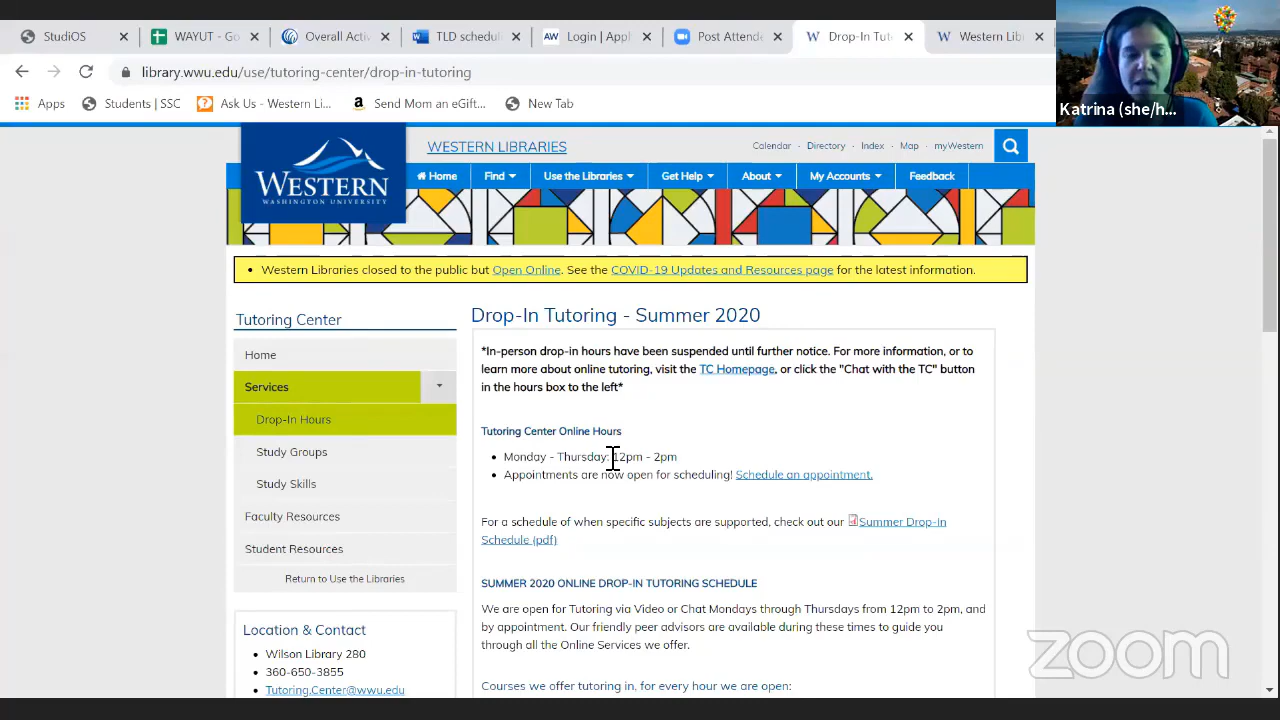 StudiOS
WAYUT - Go
Overall Activ
TLD schedul
Login | Appl
Post Attende
Drop-In Tuto
Western Libr
library.wwu.edu/use/tutoring-center/drop-in-tutoring
Apps
Students | SSC
Ask Us - Western Li...
Send Mom an eGift...
New Tab
Katrina (she/h...
WESTERN
WASHINGTON UNIVERSITY
WESTERN LIBRARIES
Calendar · Directory · Index · Map · myWestern
Home
Find
Use the Libraries
Get Help
About
My Accounts
Feedback
Western Libraries closed to the public but Open Online. See the COVID-19 Updates and Resources page for the latest information.
Tutoring Center
Home
Services
Drop-In Hours
Study Groups
Study Skills
Faculty Resources
Student Resources
Return to Use the Libraries
Location & Contact
Wilson Library 280
360-650-3855
Tutoring.Center@wwu.edu
Drop-In Tutoring - Summer 2020
*In-person drop-in hours have been suspended until further notice. For more information, or to
learn more about online tutoring, visit the TC Homepage, or click the "Chat with the TC" button
in the hours box to the left*
Tutoring Center Online Hours
Monday - Thursday: 12pm - 2pm
Appointments are now open for scheduling! Schedule an appointment.
For a schedule of when specific subjects are supported, check out our Summer Drop-In
Schedule (pdf)
SUMMER 2020 ONLINE DROP-IN TUTORING SCHEDULE
We are open for Tutoring via Video or Chat Mondays through Thursdays from 12pm to 2pm, and
by appointment. Our friendly peer advisors are available during these times to guide you
through all the Online Services we offer.
Courses we offer tutoring in, for every hour we are open:
zoom